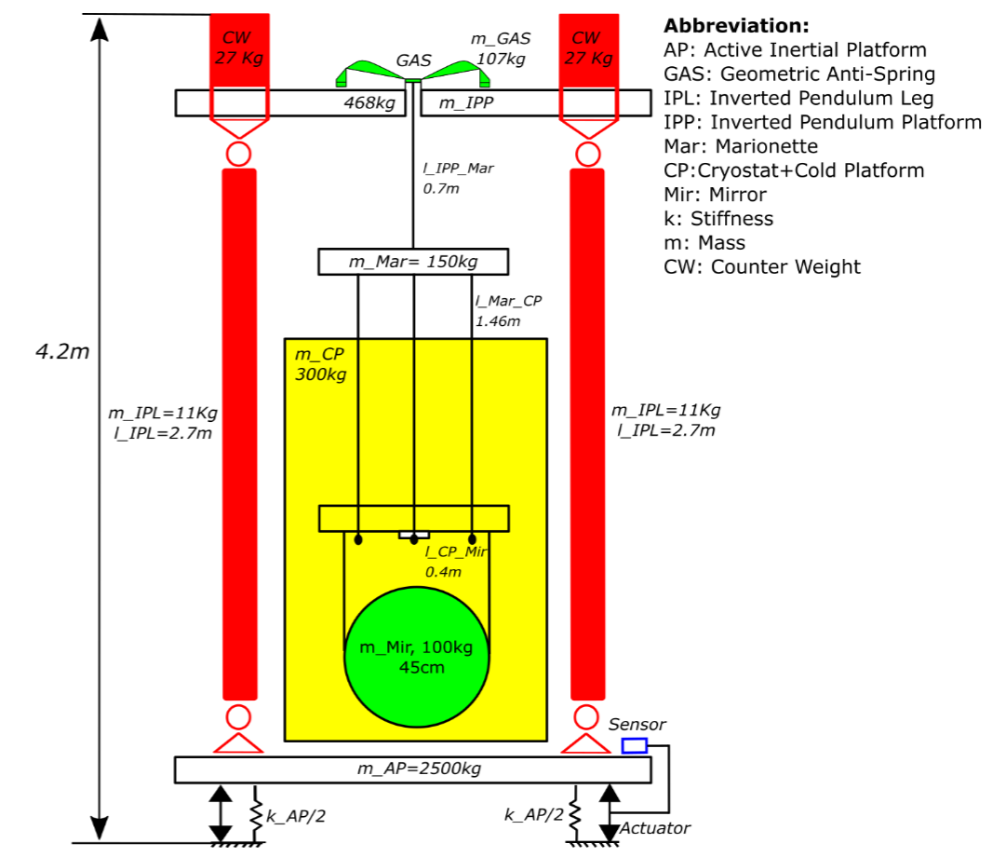 CW
27 Kg
GAS
m_GAS
107kg
CW
27 Kg
468kg
m_IPP
l_IPP_Mar
0.7m
m_Mar= 150kg
l_Mar_CP
1.46m
4.2m
m_CP
300kg
m_IPL=11Kg
l_IPL=2.7m
m_IPL=11Kg
l_IPL=2.7m
l_CP_Mir
0.4m
m_Mir, 100kg
45cm
Sensor
m_AP=2500kg
k_AP/2
k_AP/2
Actuator
Abbreviation:
AP: Active Inertial Platform
GAS: Geometric Anti-Spring
IPL: Inverted Pendulum Leg
IPP: Inverted Pendulum Platform
Mar: Marionette
CP:Cryostat+Cold Platform
Mir: Mirror
k: Stiffness
m: Mass
CW: Counter Weight